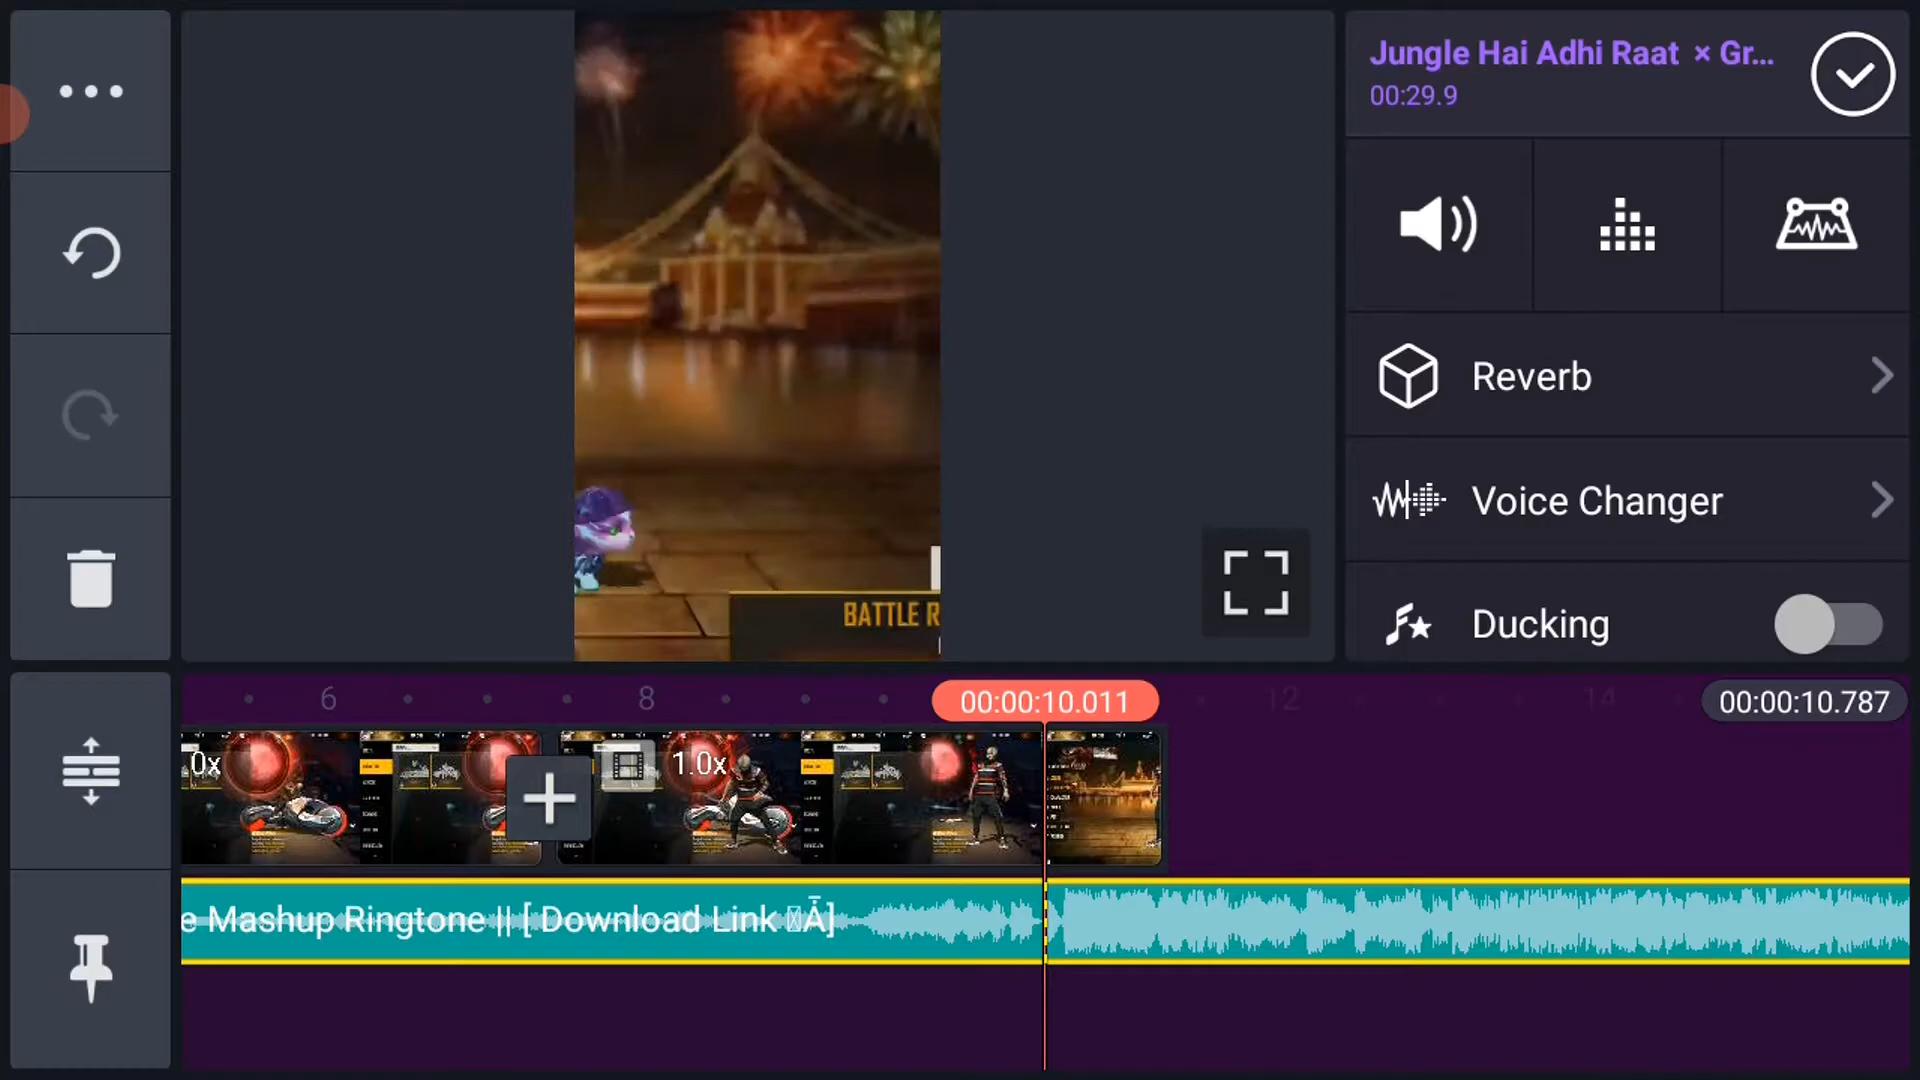 Jungle Hai Adhi Raat × Gr...
00:29.9
Reverb
Voice Changer
Ducking
BATTLE R
6
8
00:00:10.011
12
14
00:00:10.787
0x
1.0x
e Mashup Ringtone || [ Download Link